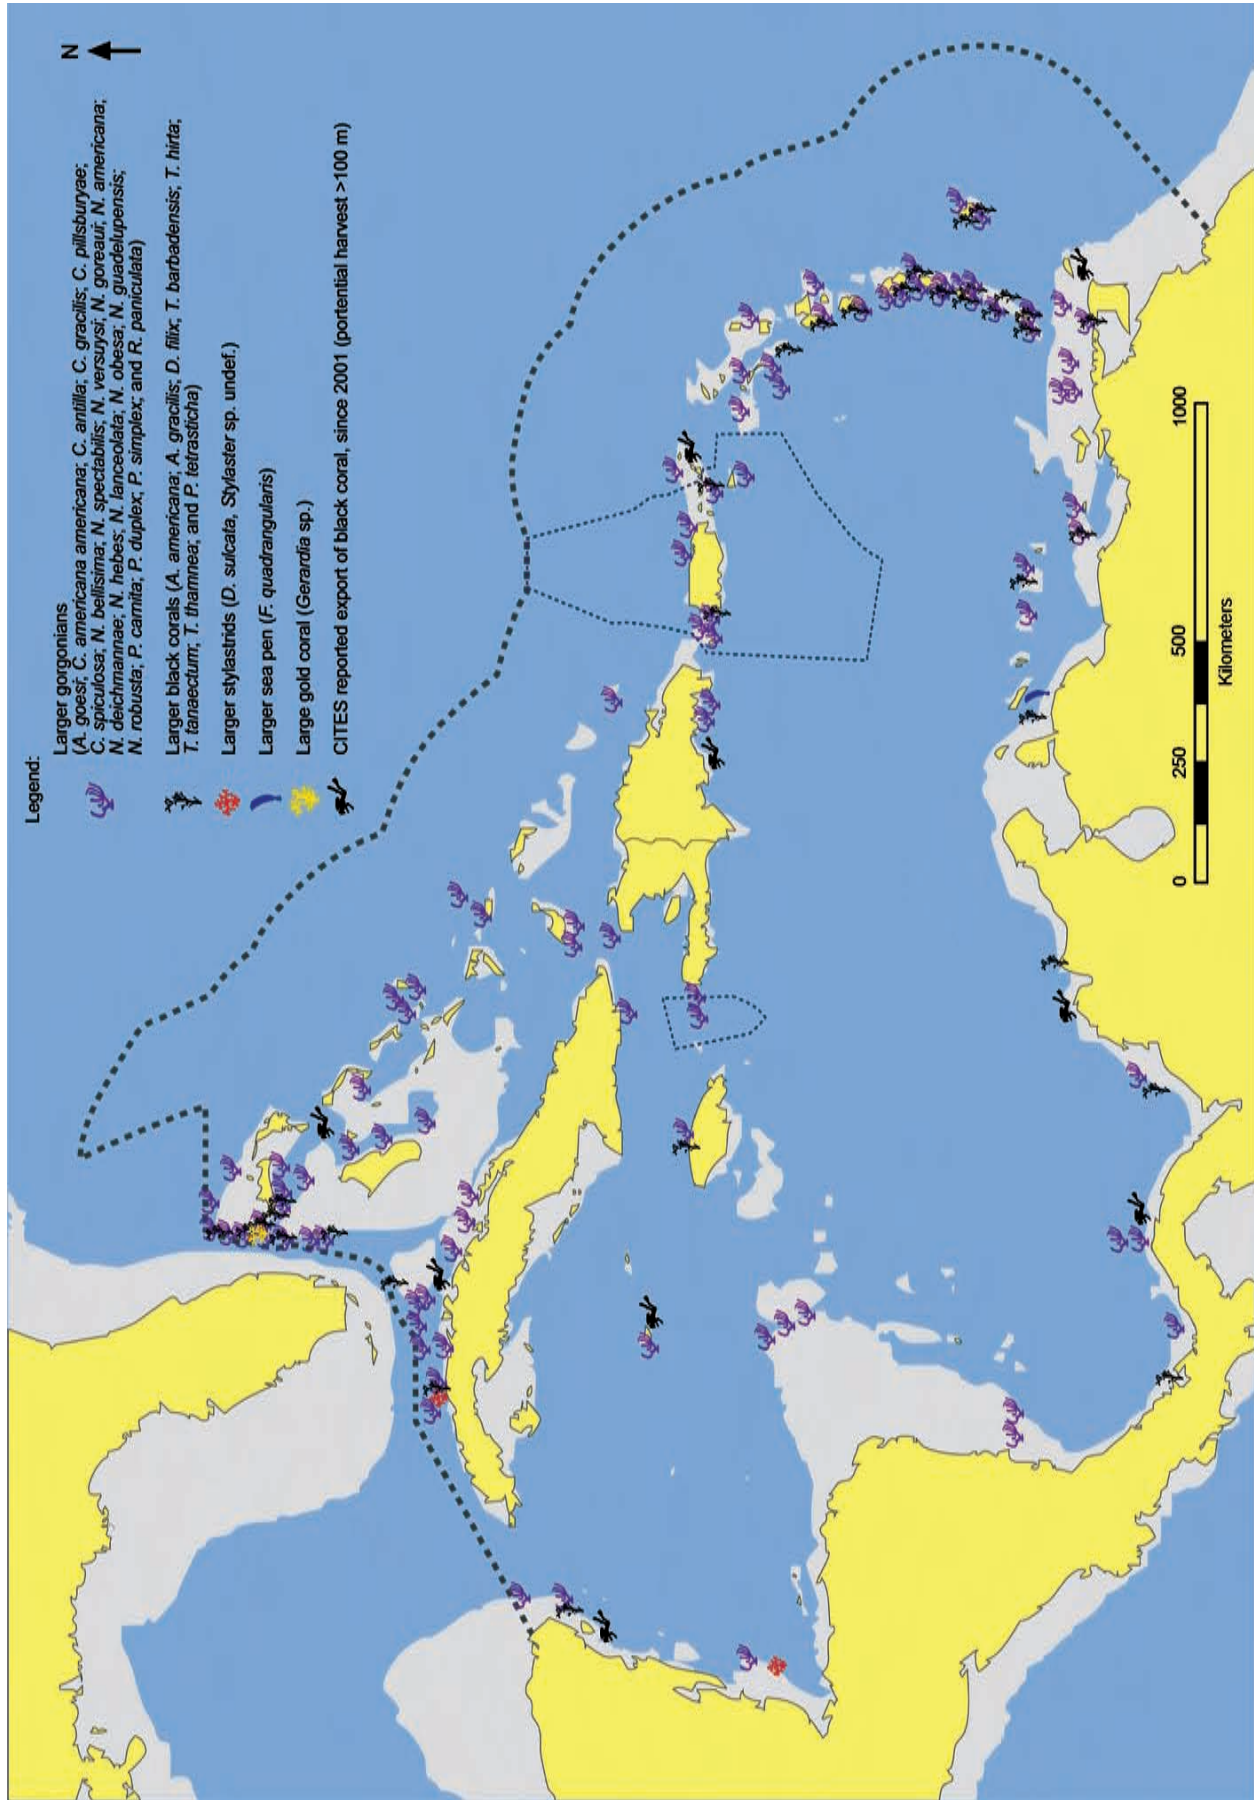 Legend:
N
Larger gorgonians
(A. goesi; C. americana americana; C. antilla; C. gracilis; C. pillsburyae;
C. spiculosa; N. bellisima; N. spectabilis; N. versuysi; N. goreaui; N. americana;
N. deichmannae; N. hebes; N. lanceolata; N. obesa; N. guadelupensis;
N. robusta; P. carnita; P. duplex; P. simplex; and R. paniculata)
Larger black corals (A. americana; A. gracilis; D. filix; T. barbadensis; T. hirta;
T. tanaectum; T. thamnea; and P. tetrasticha)
Larger stylastrids (D. sulcata, Stylaster sp. undef.)
Larger sea pen (F. quadrangularis)
Large gold coral (Gerardia sp.)
CITES reported export of black coral, since 2001 (portential harvest >100 m)
0 250 500 1000
Kilometers